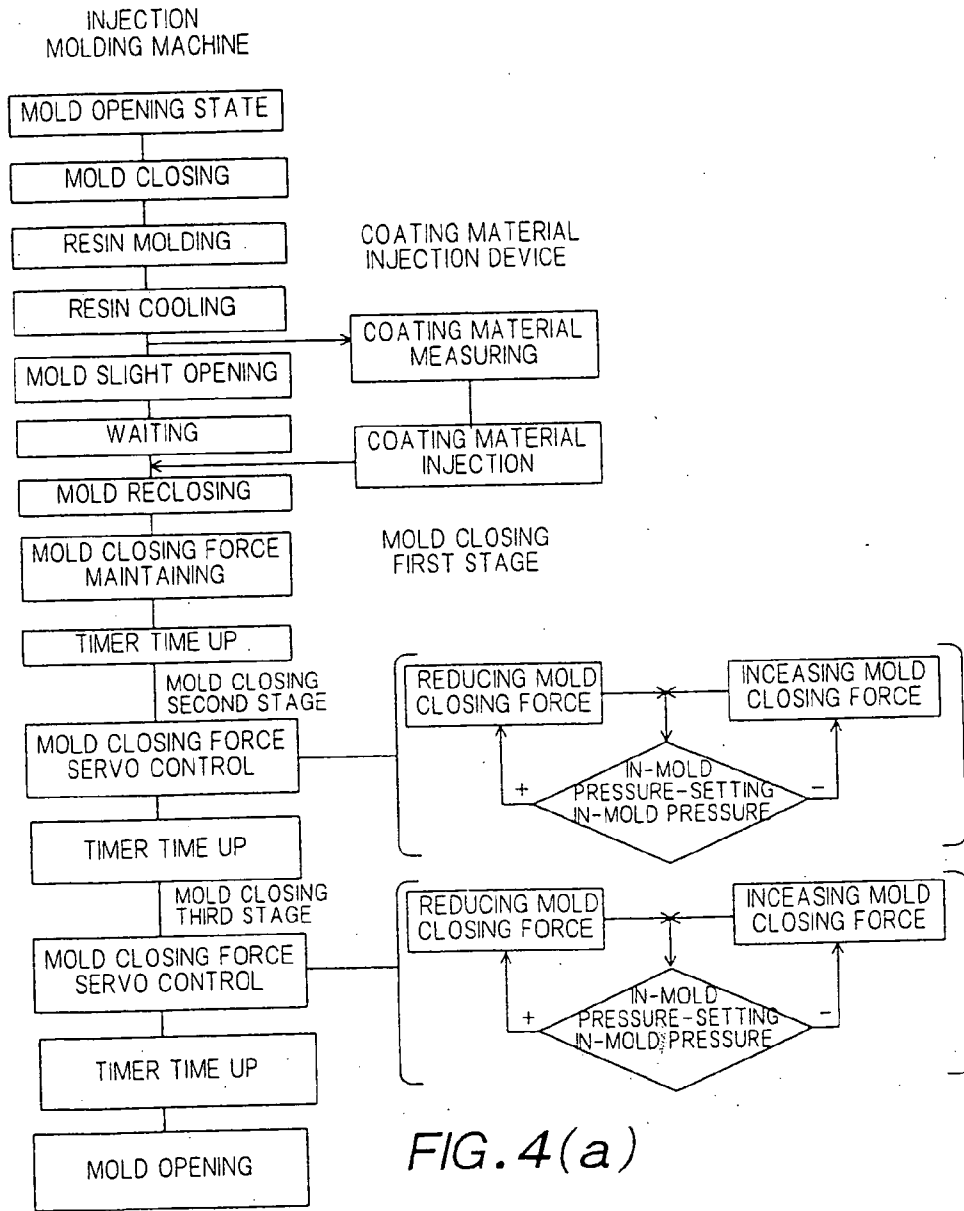 INJECTION
MOLDING MACHINE
MOLD OPENING STATE
MOLD CLOSING
RESIN MOLDING
RESIN COOLING
MOLD SLIGHT OPENING
WAITING
MOLD RECLOSING
MOLD CLOSING FORCE
MAINTAINING
TIMER TIME UP
MOLD CLOSING
SECOND STAGE
MOLD CLOSING FORCE
SERVO CONTROL
TIMER TIME UP
MOLD CLOSING
THIRD STAGE
MOLD CLOSING FORCE
SERVO CONTROL
TIMER TIME UP
MOLD OPENING
COATING MATERIAL
INJECTION DEVICE
COATING MATERIAL
MEASURING
COATING MATERIAL
INJECTION
MOLD CLOSING
FIRST STAGE
REDUCING MOLD
CLOSING FORCE
INCEASING MOLD
CLOSING FORCE
+
IN-MOLD
PRESSURE-SETTING
IN-MOLD PRESSURE
-
REDUCING MOLD
CLOSING FORCE
INCEASING MOLD
CLOSING FORCE
+
IN-MOLD
PRESSURE-SETTING
IN-MOLD PRESSURE
-
FIG. 4(a)